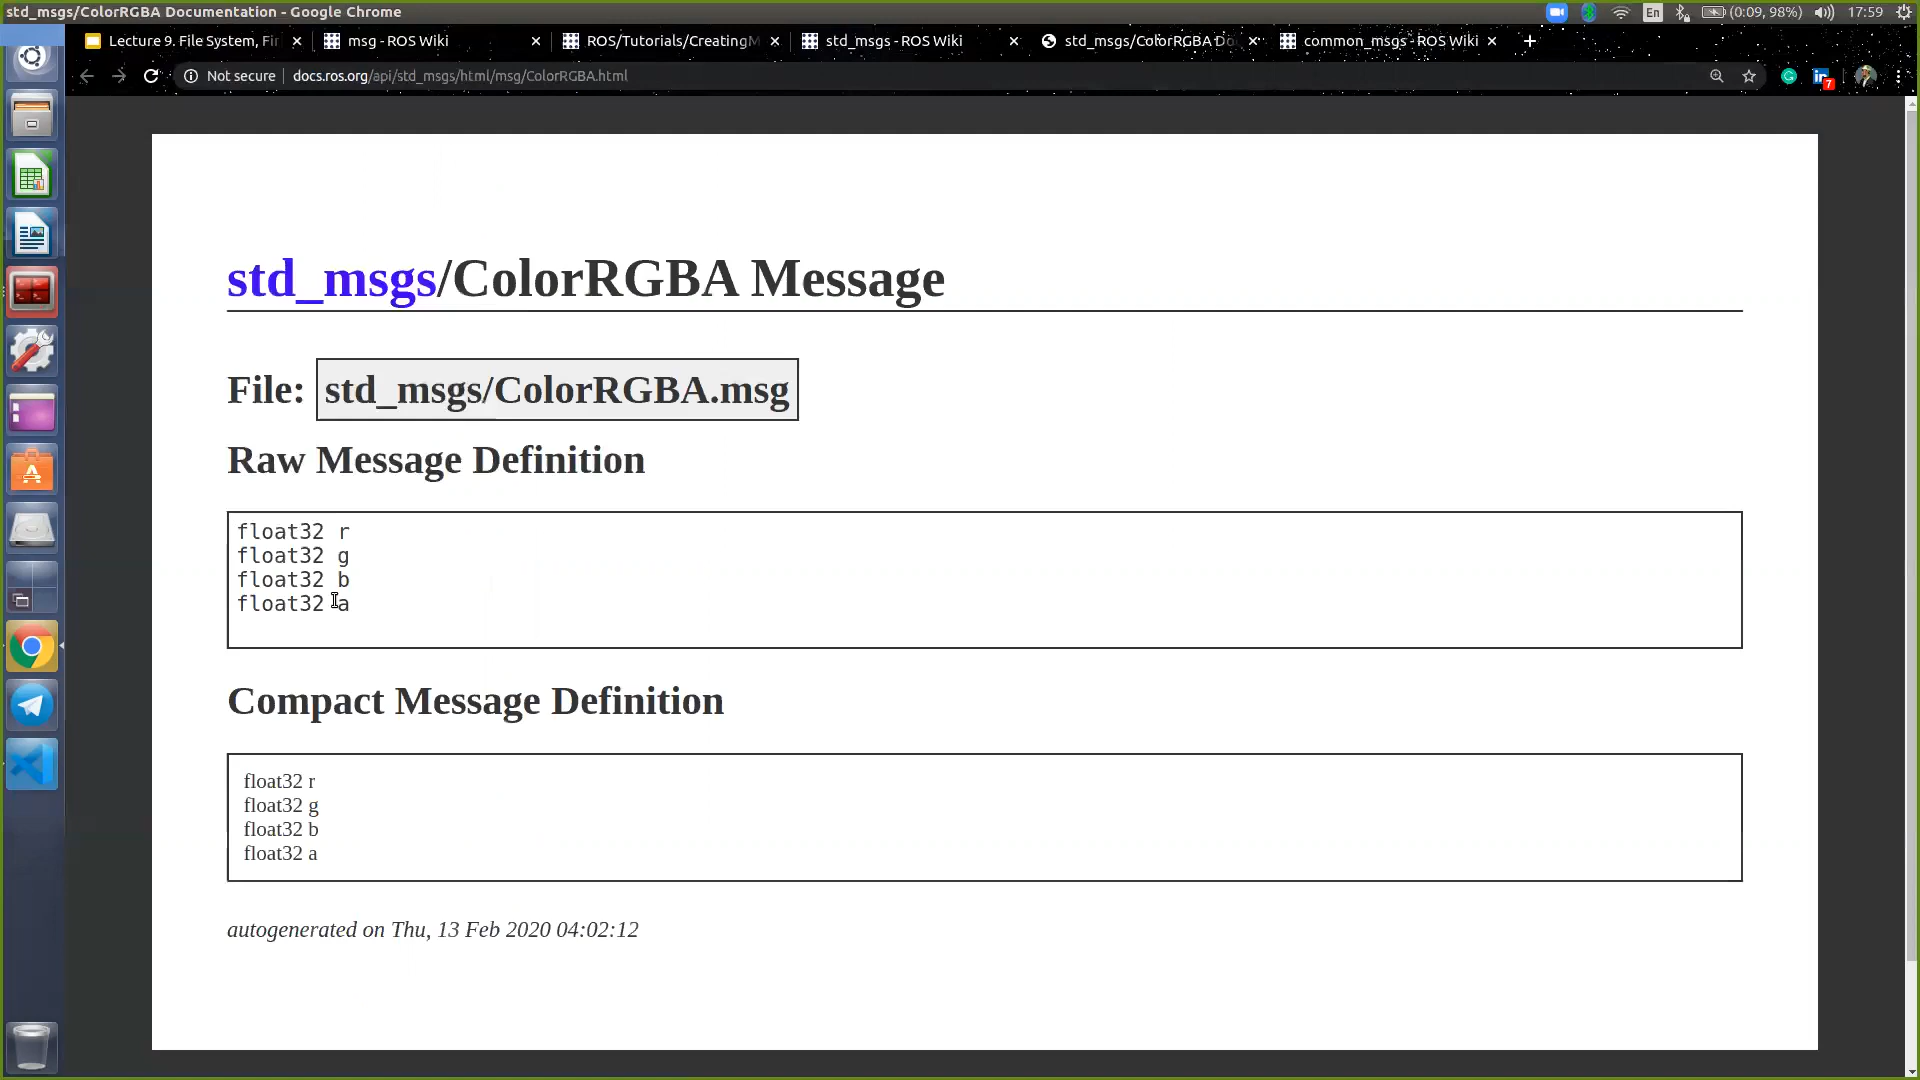 std_msgs/ColorRGBA Documentation - Google Chrome
En
(0:09, 98%)
17:59
Lecture 9. File System, Fir
msg - ROS Wiki
ROS/Tutorials/CreatingM
std_msgs - ROS Wiki
std_msgs/ColorRGBA Do
common_msgs - ROS Wiki
Not secure
docs.ros.org/api/std_msgs/html/msg/ColorRGBA.html
7
std_msgs/ColorRGBA Message
File: std_msgs/ColorRGBA.msg
Raw Message Definition
float32 r
float32 g
float32 b
float32 a
Compact Message Definition
float32 r
float32 g
float32 b
float32 a
autogenerated on Thu, 13 Feb 2020 04:02:12